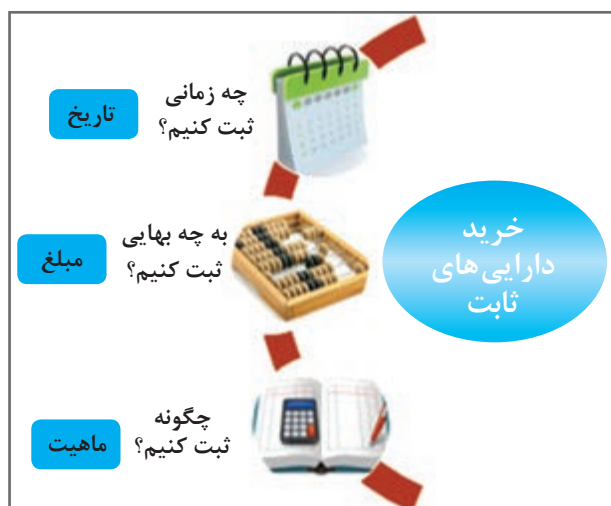 خرید
دارایی‌های
ثابت
چه زمانی
ثبت کنیم؟
تاریخ
به چه بهایی
ثبت کنیم؟
مبلغ
چگونه
ثبت کنیم؟
ماهیت